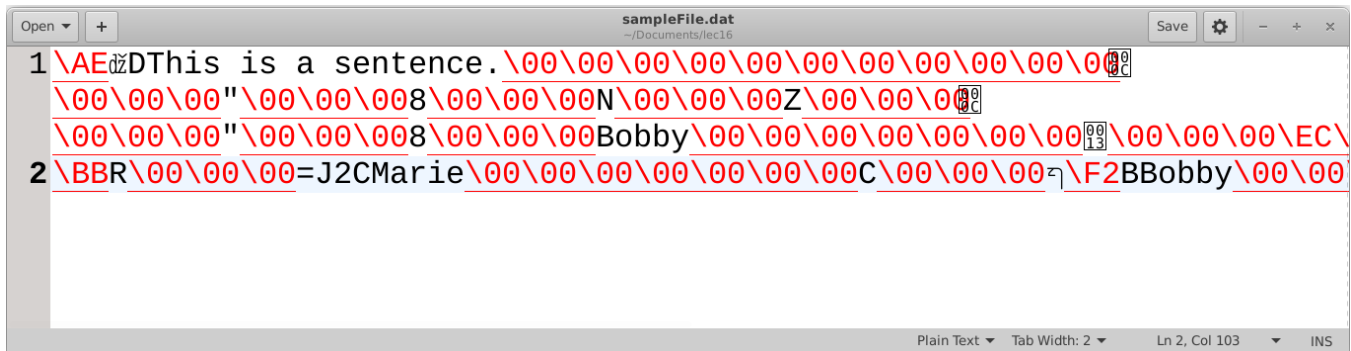 Open
+
sampleFile.dat
~/Documents/lec16
Save
1 \AEǆDThis is a sentence.\00\00\00\00\00\00\00\00\00\00\00
000C
\00\00\00"\00\00\008\00\00\00N\00\00\00Z\00\00\00
000C
\00\00\00"\00\00\008\00\00\00Bobby\00\00\00\00\00\00\00
0013
\00\00\00\EC\
2 \BBR\00\00\00=J2CMarie\00\00\00\00\00\00\00C\00\00\00
\F2BBobby\00\00
Plain Text
Tab Width: 2
Ln 2, Col 103
INS